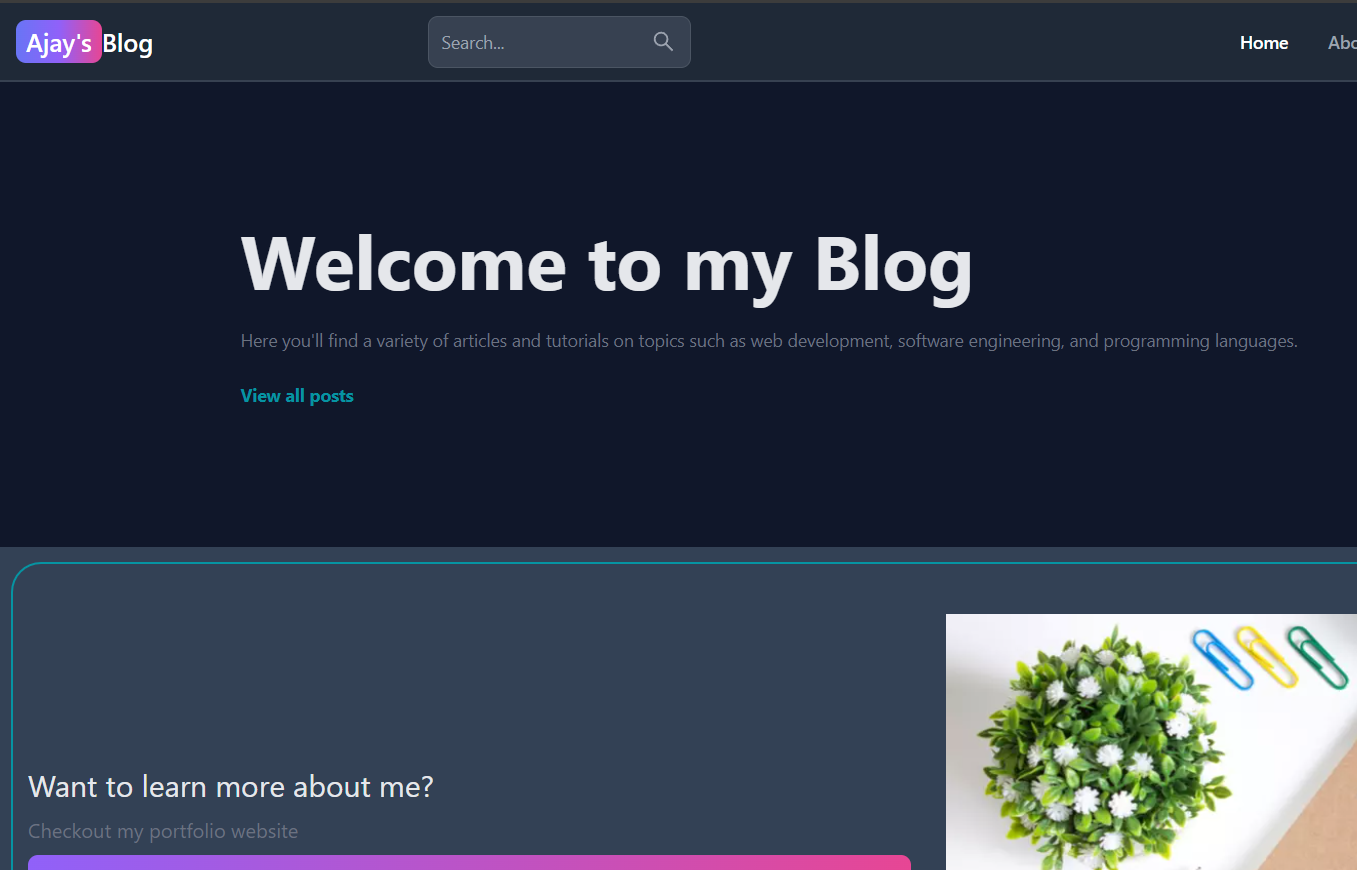 Ajay's Blog
Search...
Home
Abo
Welcome to my Blog
Here you'll find a variety of articles and tutorials on topics such as web development, software engineering, and programming languages.
View all posts
Want to learn more about me?
Checkout my portfolio website